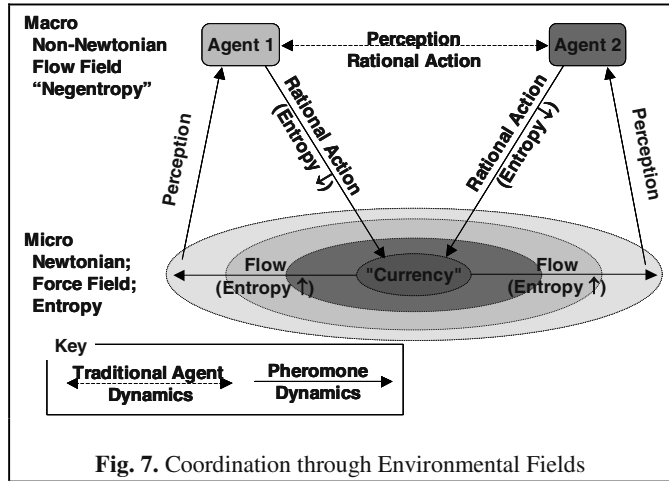 Macro
Non-Newtonian
Flow Field
“Negentropy”
Agent 1
Perception
Rational Action
Agent 2
Perception
Rational Action
(Entropy ↓)
Rational Action
(Entropy ↓)
Perception
Micro
Newtonian;
Force Field;
Entropy
Flow
(Entropy ↑)
"Currency"
Flow
(Entropy ↑)
Key
Traditional Agent
Dynamics
Pheromone
Dynamics
Fig. 7. Coordination through Environmental Fields